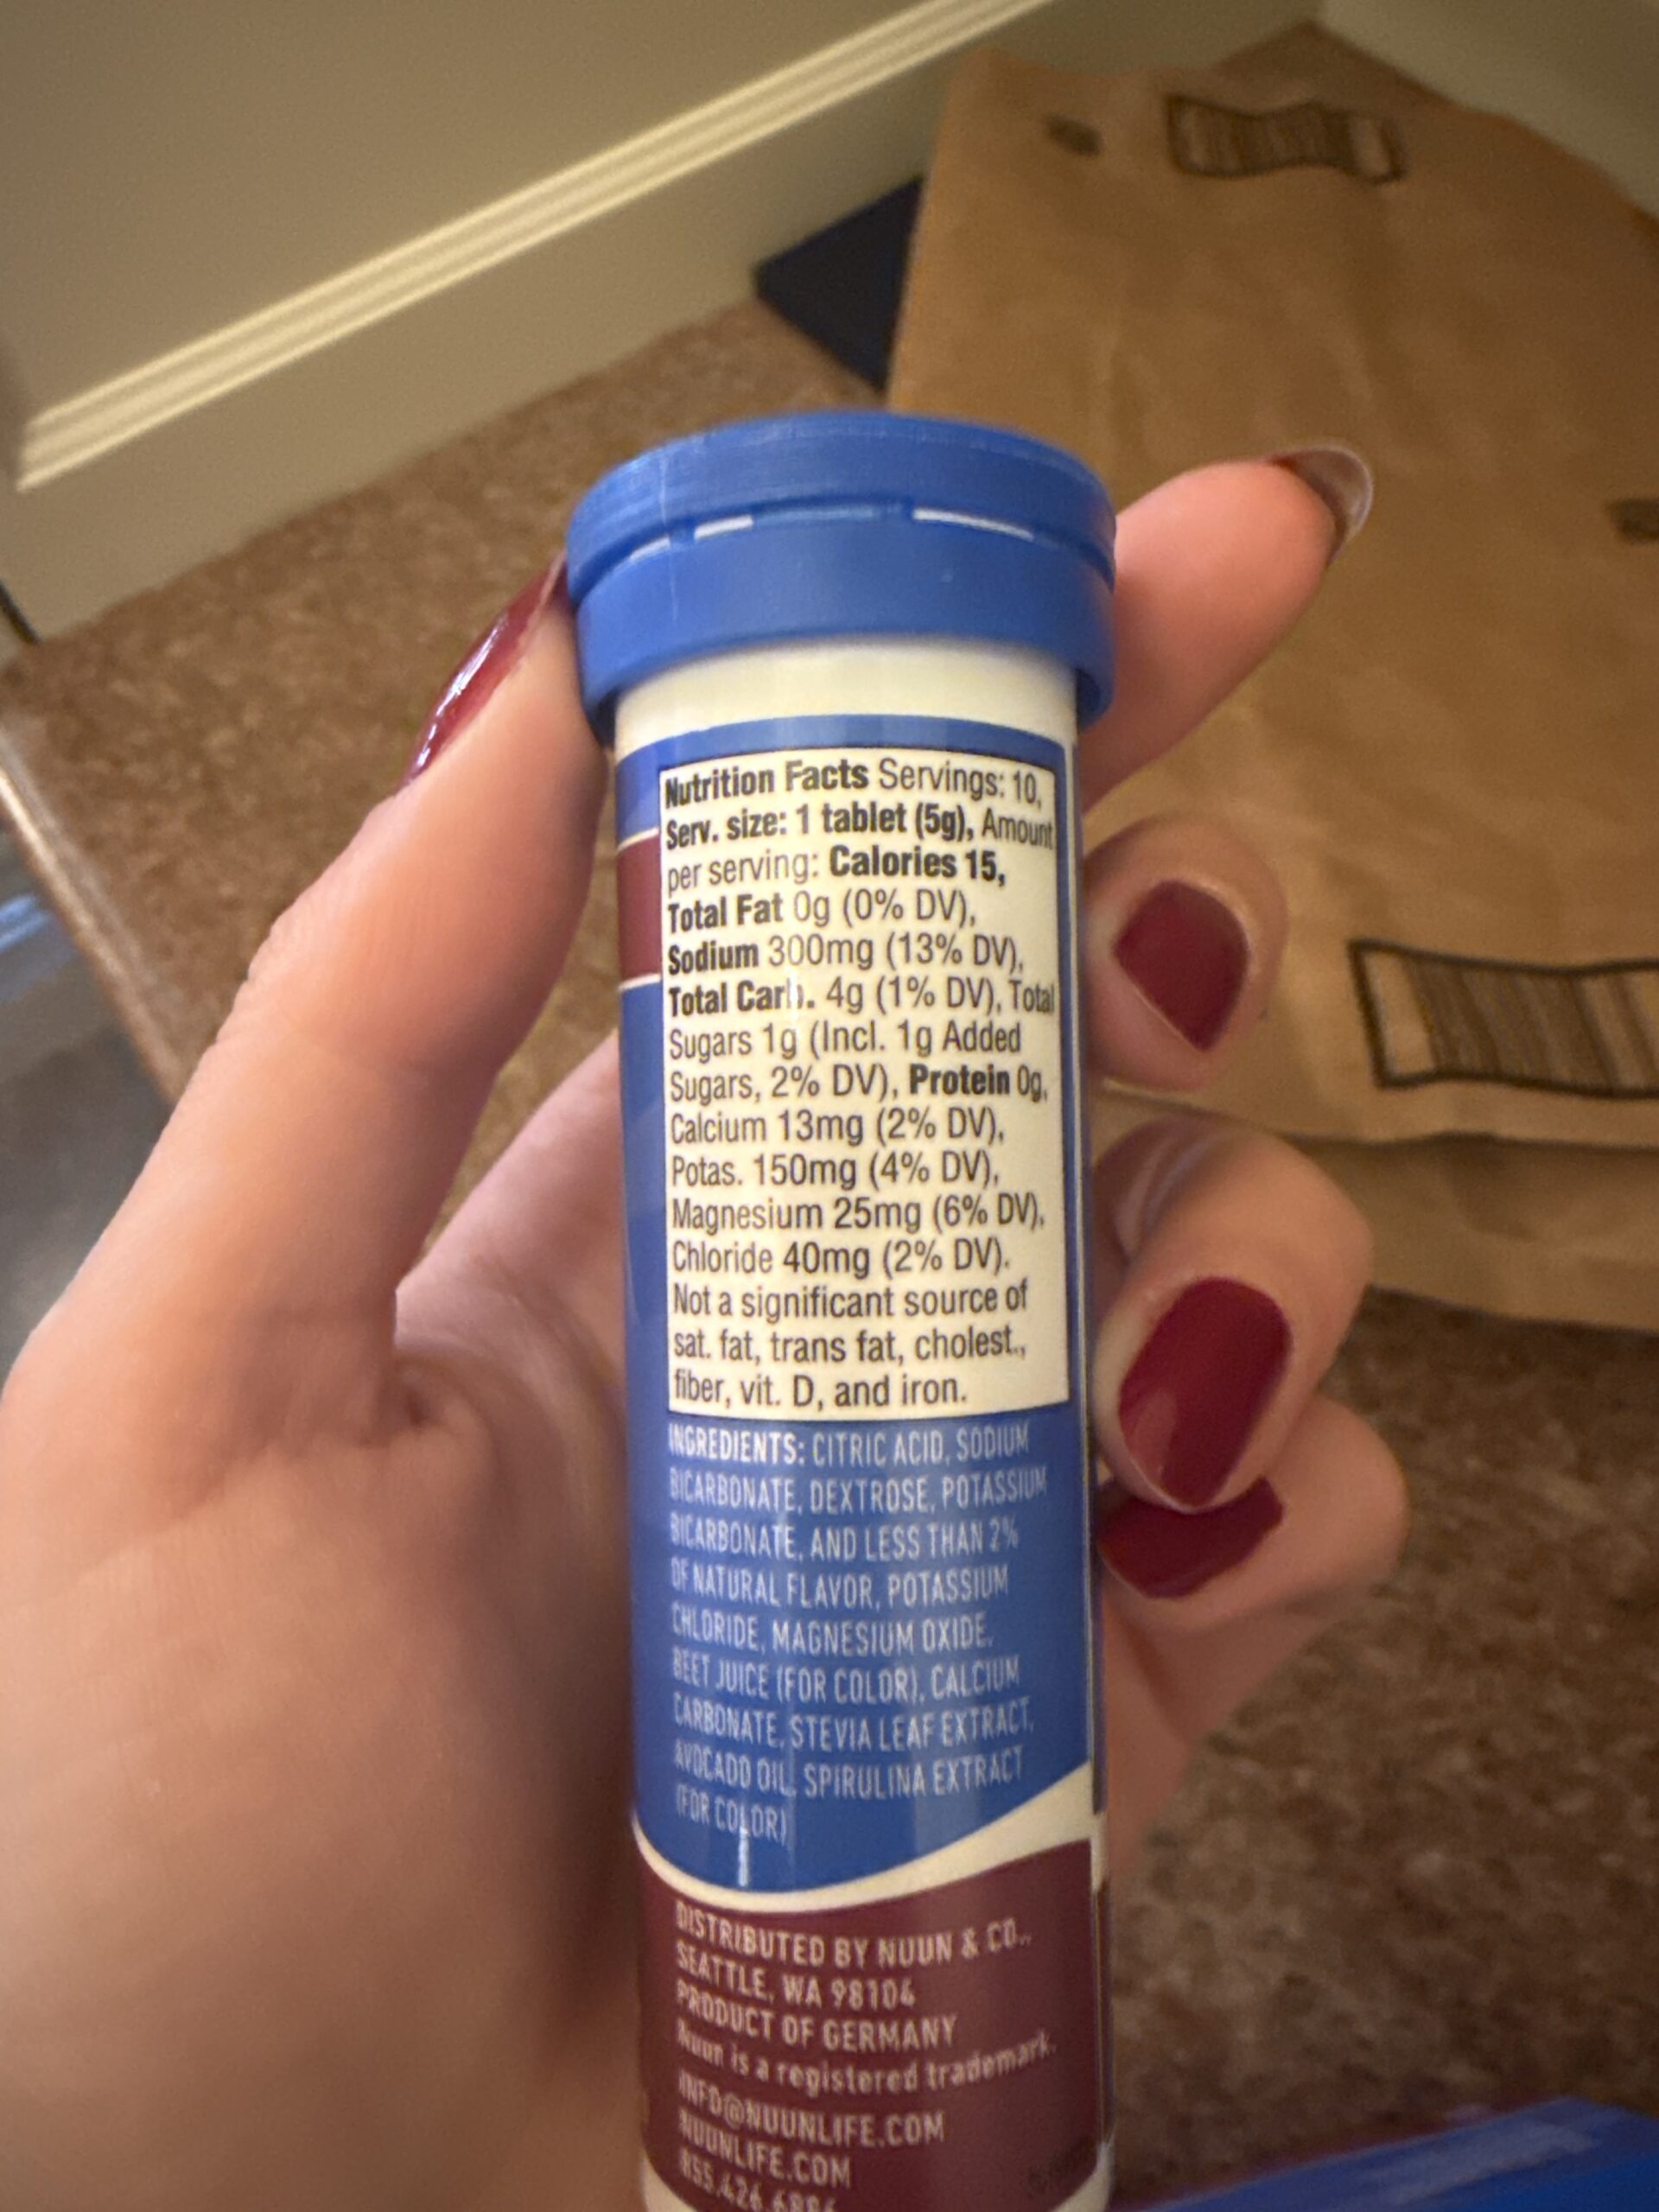 Nutrition Facts Servings: 10,
Serv. size: 1 tablet (5g), Amount
per serving: Calories 15,
Total Fat 0g (0% DV),
Sodium 300mg (13% DV),
Total Carb. 4g (1% DV), Total
Sugars 1g (Incl. 1g Added
Sugars, 2% DV), Protein 0g,
Calcium 13mg (2% DV),
Potas. 150mg (4% DV),
Magnesium 25mg (6% DV),
Chloride 40mg (2% DV).
Not a significant source of
sat. fat, trans fat, cholest.,
fiber, vit. D, and iron.
INGREDIENTS: CITRIC ACID, SODIUM
BICARBONATE, DEXTROSE, POTASSIUM
BICARBONATE, AND LESS THAN 2%
OF NATURAL FLAVOR, POTASSIUM
CHLORIDE, MAGNESIUM OXIDE,
BEET JUICE (FOR COLOR), CALCIUM
CARBONATE, STEVIA LEAF EXTRACT,
AVOCADO OIL, SPIRULINA EXTRACT
(FOR COLOR)
DISTRIBUTED BY NUUN & CO.,
SEATTLE, WA 98104
PRODUCT OF GERMANY
Nuun is a registered trademark.
INFO@NUUNLIFE.COM
NUUNLIFE.COM